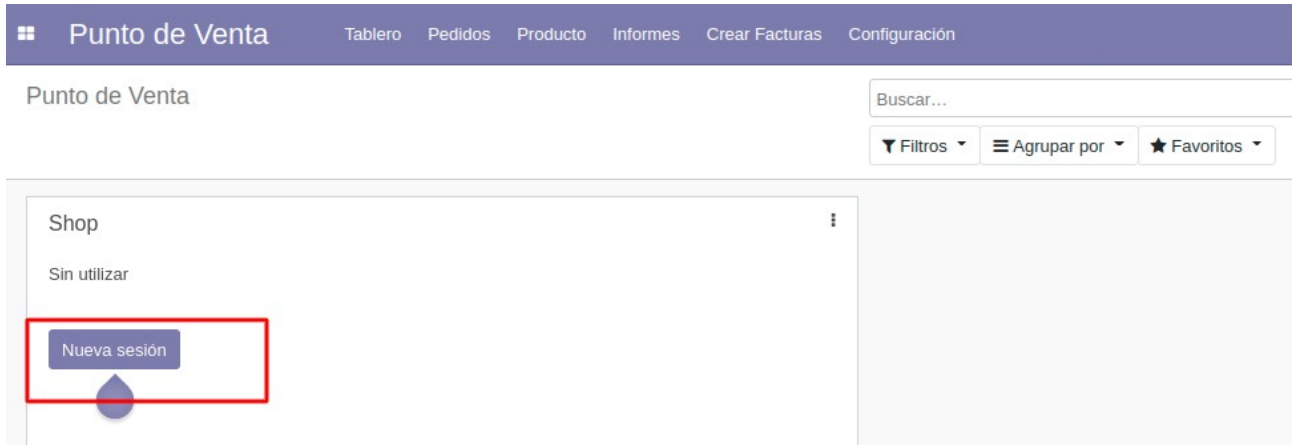 Punto de Venta Tablero Pedidos Producto Informes Crear Facturas Configuración
Punto de Venta
Buscar...
Filtros Agrupar por Favoritos
Shop
Sin utilizar
Nueva sesión